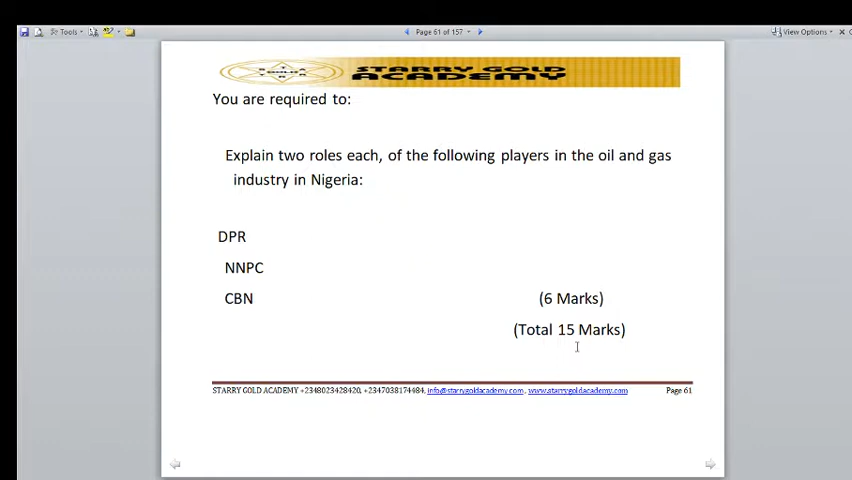 Tools
Page 61 of 157
View Options
STARRY GOLD
ACADEMY
You are required to:
Explain two roles each, of the following players in the oil and gas
industry in Nigeria:
DPR
NNPC
CBN
(6 Marks)
(Total 15 Marks)
STARRY GOLD ACADEMY +2348023428420, +2347038174484, info@starrygoldacademy.com, www.starrygoldacademy.com Page 61